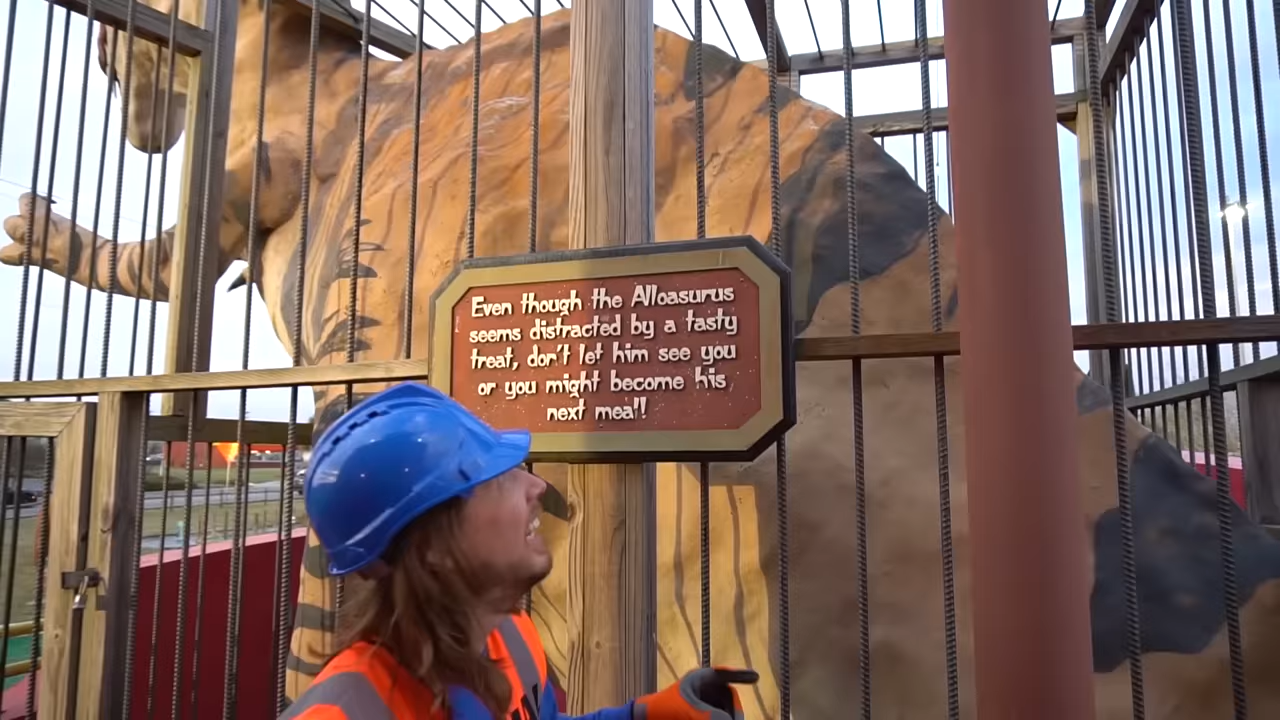 Even though the Alloasurus
seems distracted by a tasty
treat, don't let him see you
or you might become his
next meal!